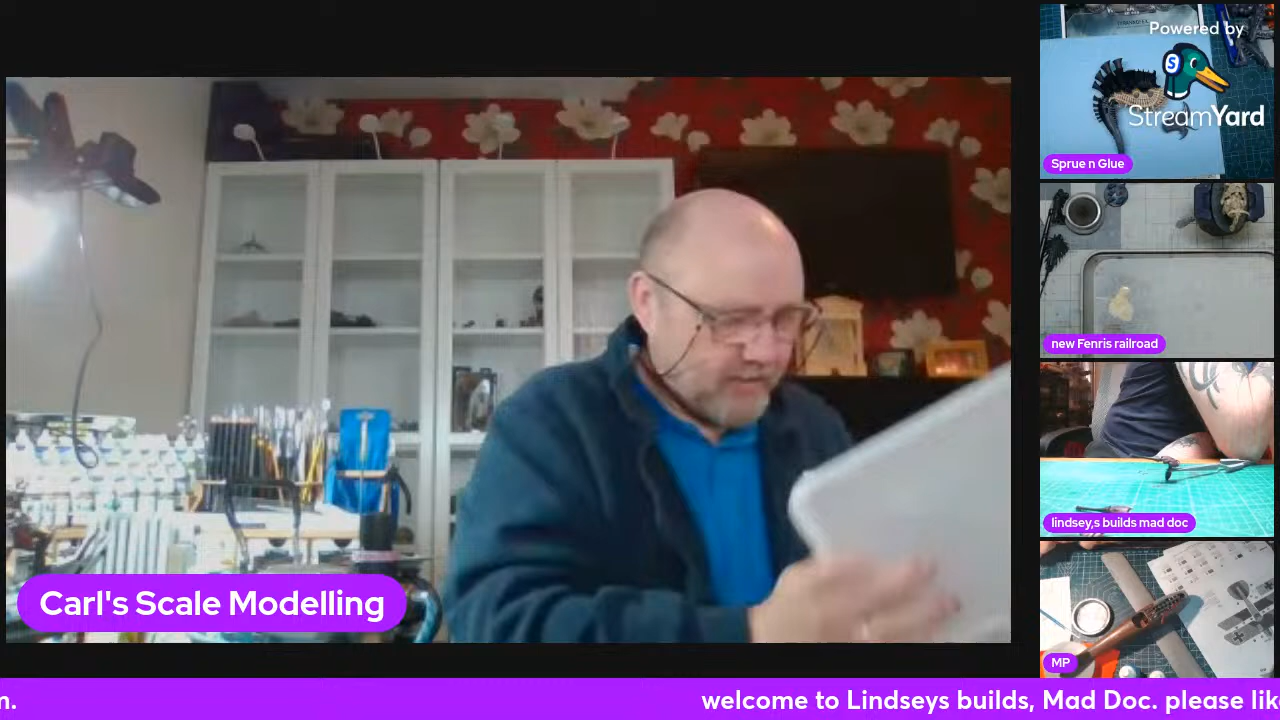 Powered by
StreamYard
Sprue n Glue
new Fenris railroad
lindsey,s builds mad doc
MP
Carl's Scale Modelling
m. welcome to Lindseys builds, Mad Doc. please lik